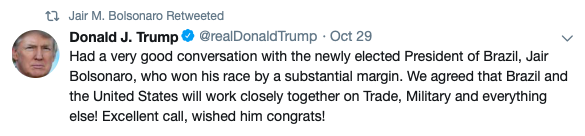 Jair M. Bolsonaro Retweeted
Donald J. Trump @realDonaldTrump · Oct 29
Had a very good conversation with the newly elected President of Brazil, Jair
Bolsonaro, who won his race by a substantial margin. We agreed that Brazil and
the United States will work closely together on Trade, Military and everything
else! Excellent call, wished him congrats!